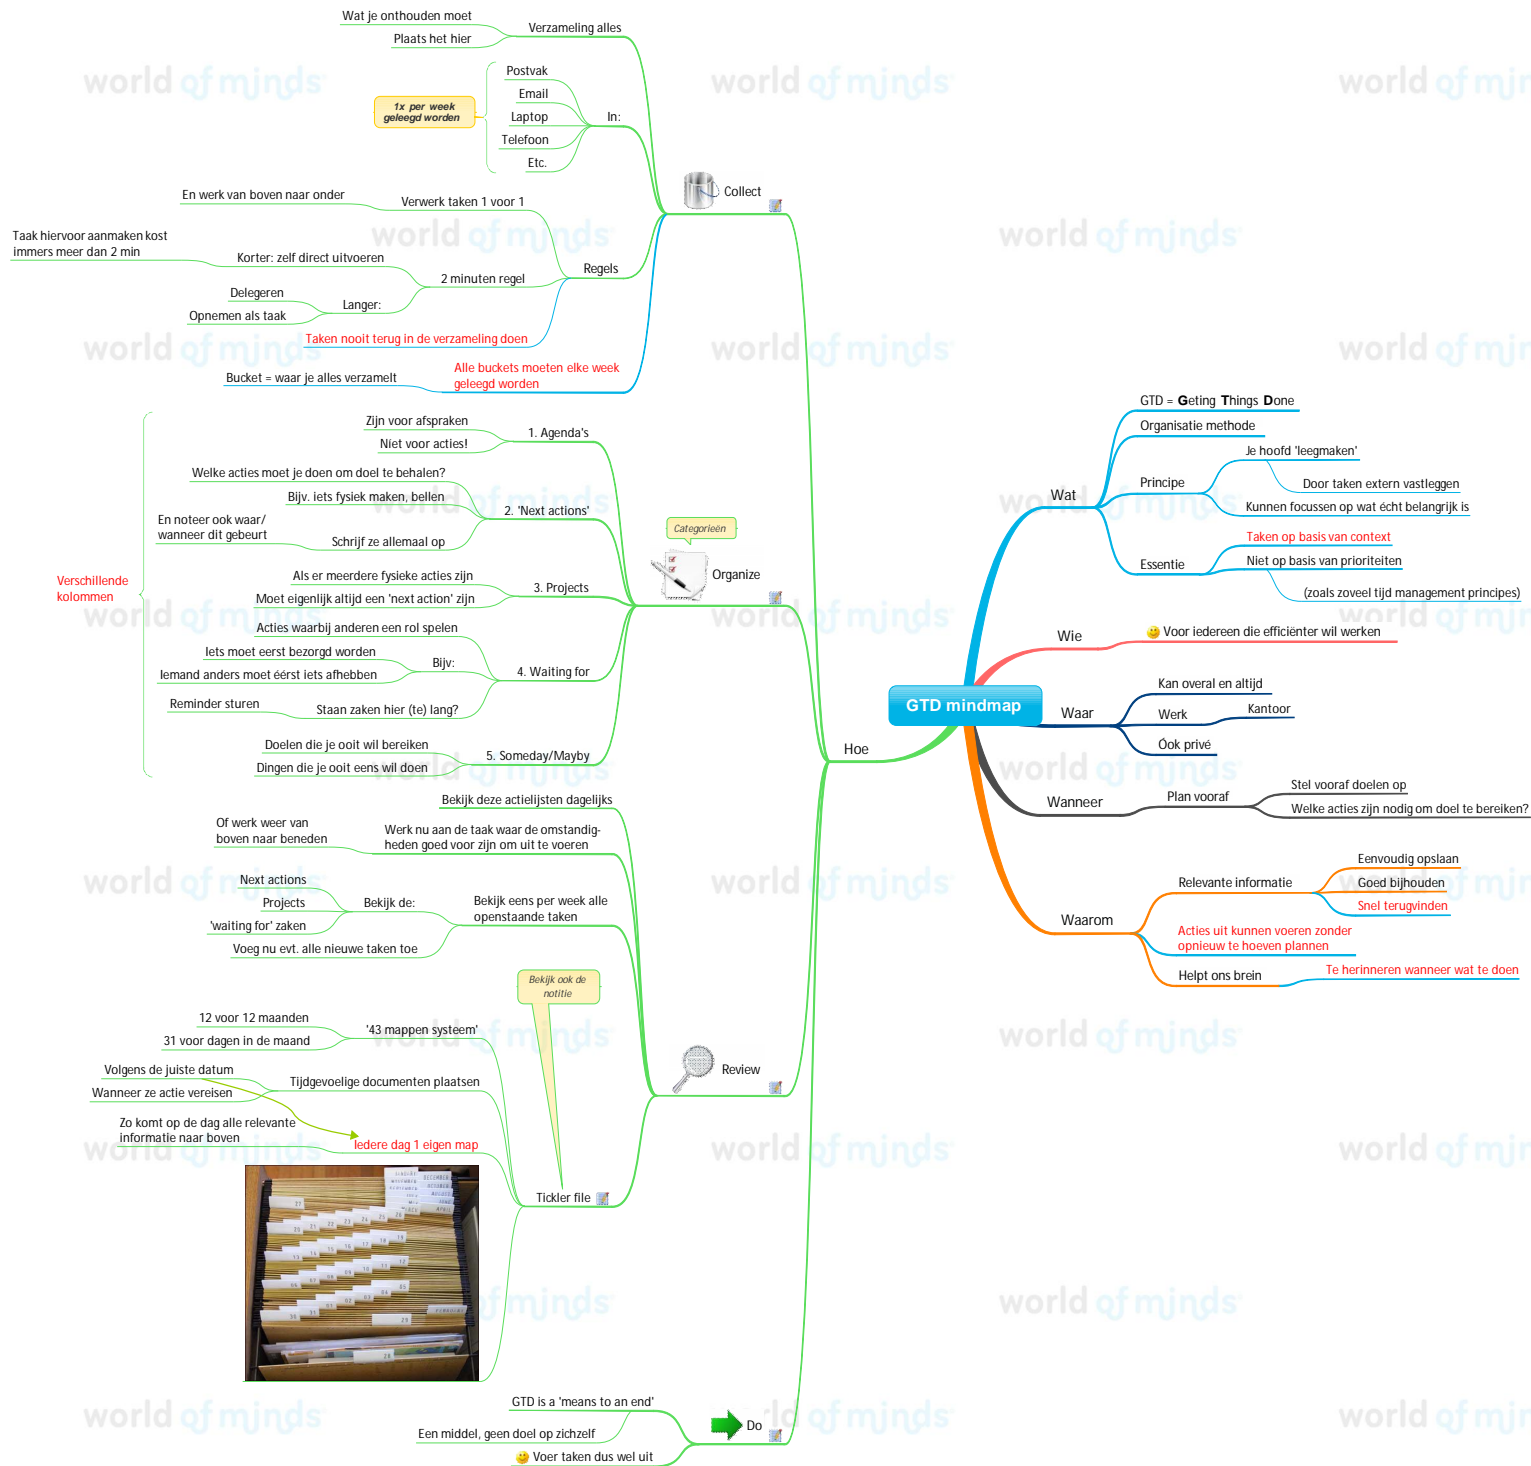 GTD mindmap
Wat
GTD = Geting Things Done
Organisatie methode
Principe
Je hoofd 'leegmaken'
Door taken extern vastleggen
Kunnen focussen op wat écht belangrijk is
Essentie
Taken op basis van context
Niet op basis van prioriteiten
(zoals zoveel tijd management principes)
Wie
Voor iedereen die efficiënter wil werken
Waar
Kan overal en altijd
Werk
Kantoor
Óok privé
Wanneer
Plan vooraf
Stel vooraf doelen op
Welke acties zijn nodig om doel te bereiken?
Waarom
Relevante informatie
Eenvoudig opslaan
Goed bijhouden
Snel terugvinden
Acties uit kunnen voeren zonder
opnieuw te hoeven plannen
Helpt ons brein
Te herinneren wanneer wat te doen
Hoe
Collect
Verzameling alles
Wat je onthouden moet
Plaats het hier
In:
Postvak
Email
Laptop
Telefoon
Etc.
1x per week
geleegd worden
Regels
Verwerk taken 1 voor 1
En werk van boven naar onder
2 minuten regel
Korter: zelf direct uitvoeren
Taak hiervoor aanmaken kost
immers meer dan 2 min
Langer:
Delegeren
Opnemen als taak
Taken nooit terug in de verzameling doen
Alle buckets moeten elke week
geleegd worden
Bucket = waar je alles verzamelt
Categorieën
Organize
1. Agenda's
Zijn voor afspraken
Níet voor acties!
2. 'Next actions'
Welke acties moet je doen om doel te behalen?
Bijv. iets fysiek maken, bellen
Schrijf ze allemaal op
En noteer ook waar/
wanneer dit gebeurt
3. Projects
Als er meerdere fysieke acties zijn
Moet eigenlijk altijd een 'next action' zijn
4. Waiting for
Acties waarbij anderen een rol spelen
Bijv:
Iets moet eerst bezorgd worden
Iemand anders moet éérst iets afhebben
Staan zaken hier (te) lang?
Reminder sturen
5. Someday/Mayby
Doelen die je ooit wil bereiken
Dingen die je ooit eens wil doen
Verschillende
kolommen
Review
Bekijk deze actielijsten dagelijks
Werk nu aan de taak waar de omstandig-
heden goed voor zijn om uit te voeren
Of werk weer van
boven naar beneden
Bekijk eens per week alle
openstaande taken
Bekijk de:
Next actions
Projects
'waiting for' zaken
Voeg nu evt. alle nieuwe taken toe
Bekijk ook de
notitie
Tickler file
'43 mappen systeem'
12 voor 12 maanden
31 voor dagen in de maand
Tijdgevoelige documenten plaatsen
Volgens de juiste datum
Wanneer ze actie vereisen
Iedere dag 1 eigen map
Zo komt op de dag alle relevante
informatie naar boven
Do
GTD is a 'means to an end'
Een middel, geen doel op zichzelf
Voer taken dus wel uit
world of minds